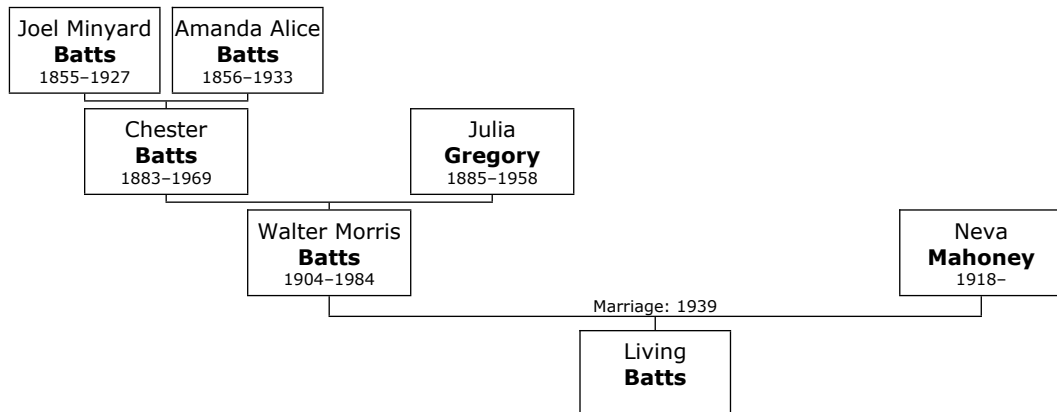 Joel Minyard
Batts
1855–1927
Amanda Alice
Batts
1856–1933
Chester
Batts
1883–1969
Julia
Gregory
1885–1958
Walter Morris
Batts
1904–1984
Neva
Mahoney
1918–
Marriage: 1939
Living
Batts